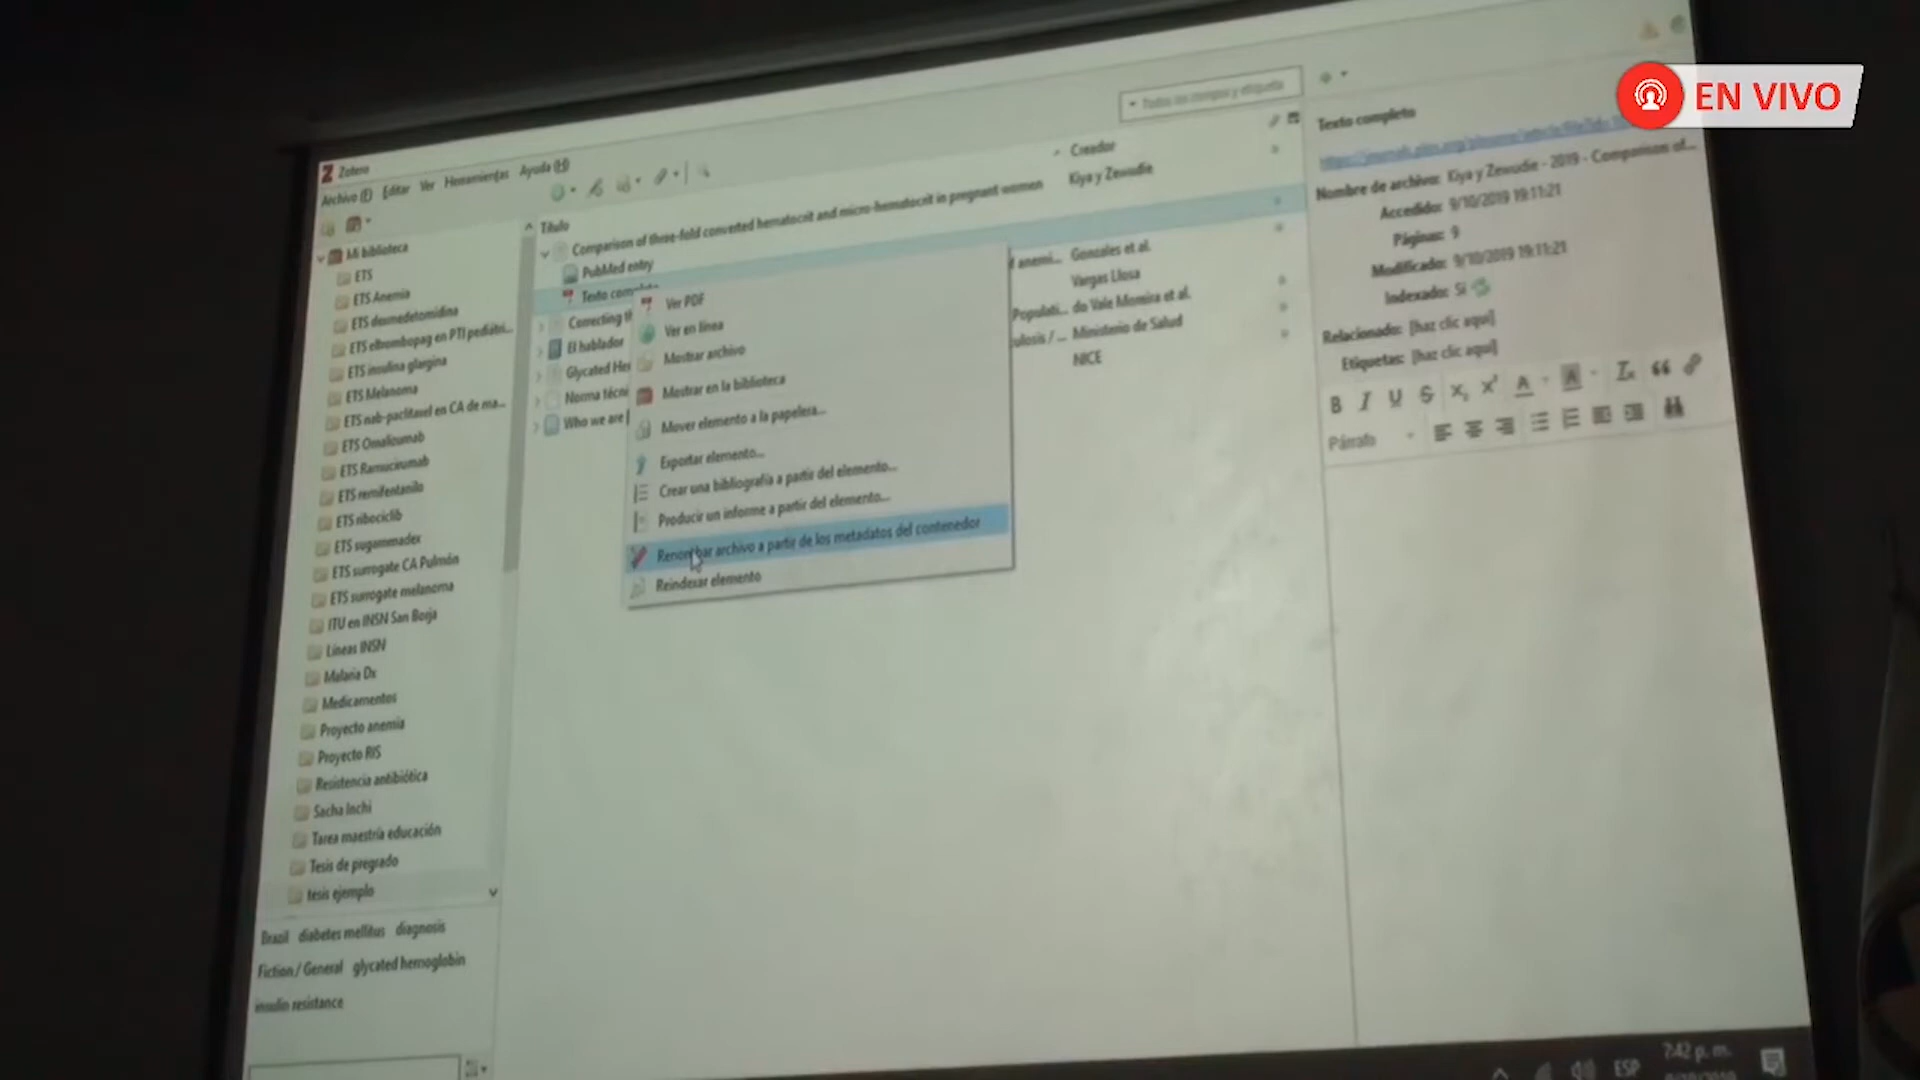 EN VIVO
Zotero
Archivo (F) Editar Ver Herramientas Ayuda (H)
Mi biblioteca
ETS
ETS Anemia
ETS dexmedetomidina
ETS eltrombopag en PTI pediátri...
ETS insulina glargina
ETS Melanoma
ETS nab-paclitaxel en CA de ma...
ETS Omalizumab
ETS Ramucirumab
ETS remifentanilo
ETS ribociclib
ETS sugammadex
ETS surrogate CA Pulmón
ETS surrogate melanoma
ITU en INSN San Borja
Líneas INSN
Malaria Dx
Medicamentos
Proyecto anemia
Proyecto RIS
Resistencia antibiótica
Sacha Inchi
Tarea maestría educación
Tesis de pregrado
tesis ejemplo
Brazil diabetes mellitus diagnosis
Fiction / General glycated hemoglobin
insulin resistance
Título
Creador
Comparison of three-fold converted hematocrit and micro-hematocrit in pregnant women Kiya y Zewudie
PubMed entry
Texto completo
Correcting th
anemi... Gonzales et al.
El hablador
Vargas Llosa
Glycated He
Populati... do Vale Moreira et al.
Norma técni
ulosis / ... Ministerio de Salud
Who we are |
NICE
Ver PDF
Ver en línea
Mostrar archivo
Mostrar en la biblioteca
Mover elemento a la papelera...
Exportar elemento...
Crear una bibliografía a partir del elemento...
Producir un informe a partir del elemento...
Renombrar archivo a partir de los metadatos del contenedor
Reindexar elemento
Texto completo
Nombre de archivo: Kiya y Zewudie - 2019 - Comparison of...
Accedido: 9/10/2019 19:11:21
Páginas: 9
Modificado: 9/10/2019 19:11:21
Indexado: Sí
Relacionado: [haz clic aquí]
Etiquetas: [haz clic aquí]
Párrafo
ESP
7:42 p. m.